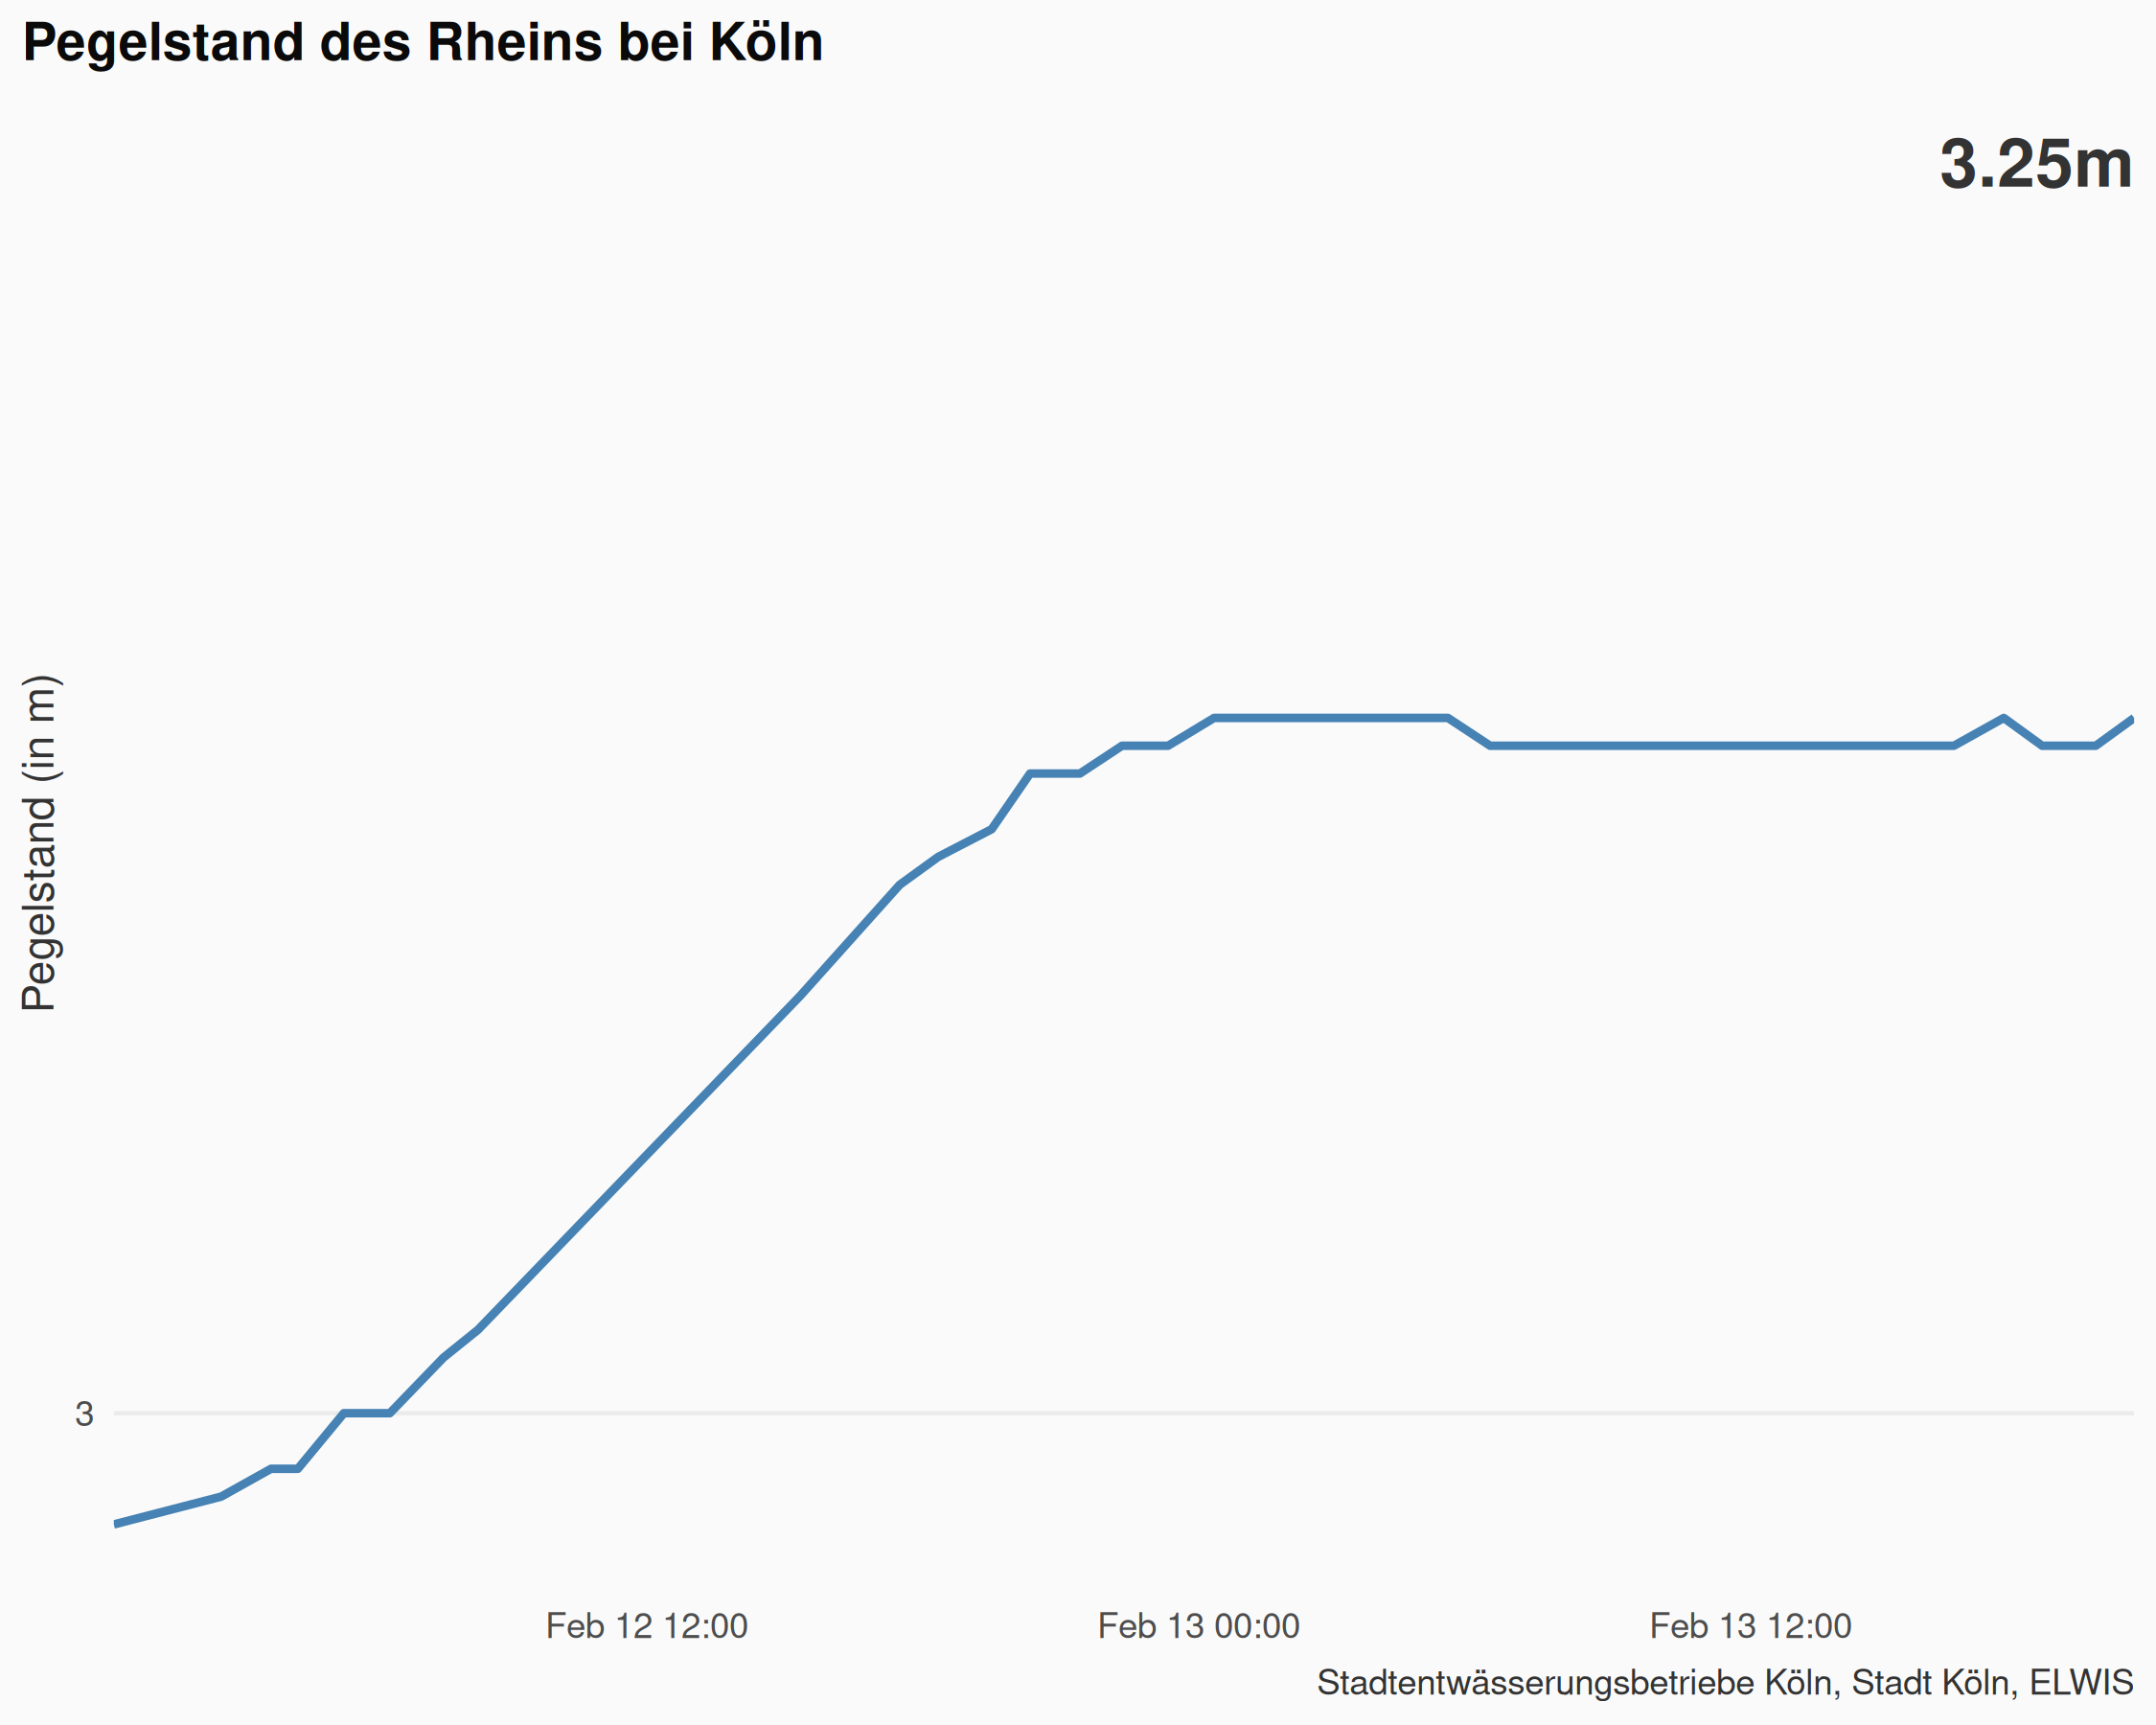 Pegelstand des Rheins bei Köln
3.25m
Pegelstand (in m)
3
Feb 12 12:00
Feb 13 00:00
Feb 13 12:00
Stadtentwässerungsbetriebe Köln, Stadt Köln, ELWIS